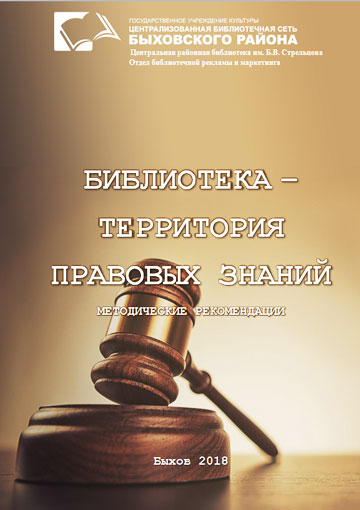 ГОСУДАРСТВЕННОЕ УЧРЕЖДЕНИЕ КУЛЬТУРЫ
ЦЕНТРАЛИЗОВАННАЯ БИБЛИОТЕЧНАЯ СЕТЬ
БЫХОВСКОГО РАЙОНА
Центральная районная библиотека им. Б.В. Стрельцова
Отдел библиотечной рекламы и маркетинга
БИБЛИОТЕКА –
ТЕРРИТОРИЯ
ПРАВОВЫХ ЗНАНИЙ
МЕТОДИЧЕСКИЕ РЕКОМЕНДАЦИИ
Быхов 2018